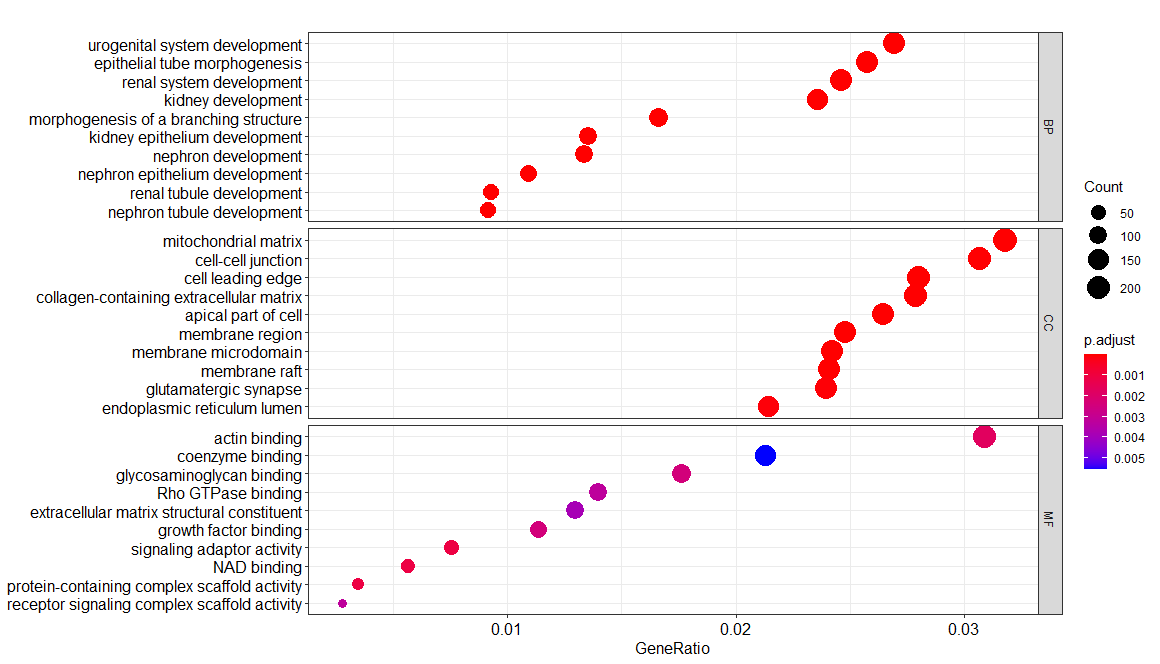 urogenital system development
epithelial tube morphogenesis
renal system development
kidney development
morphogenesis of a branching structure
kidney epithelium development
nephron development
nephron epithelium development
renal tubule development
nephron tubule development
BP
mitochondrial matrix
cell-cell junction
cell leading edge
collagen-containing extracellular matrix
apical part of cell
membrane region
membrane microdomain
membrane raft
glutamatergic synapse
endoplasmic reticulum lumen
CC
actin binding
coenzyme binding
glycosaminoglycan binding
Rho GTPase binding
extracellular matrix structural constituent
growth factor binding
signaling adaptor activity
NAD binding
protein-containing complex scaffold activity
receptor signaling complex scaffold activity
MF
0.01 0.02 0.03
GeneRatio
Count
50
100
150
200
p.adjust
0.001
0.002
0.003
0.004
0.005